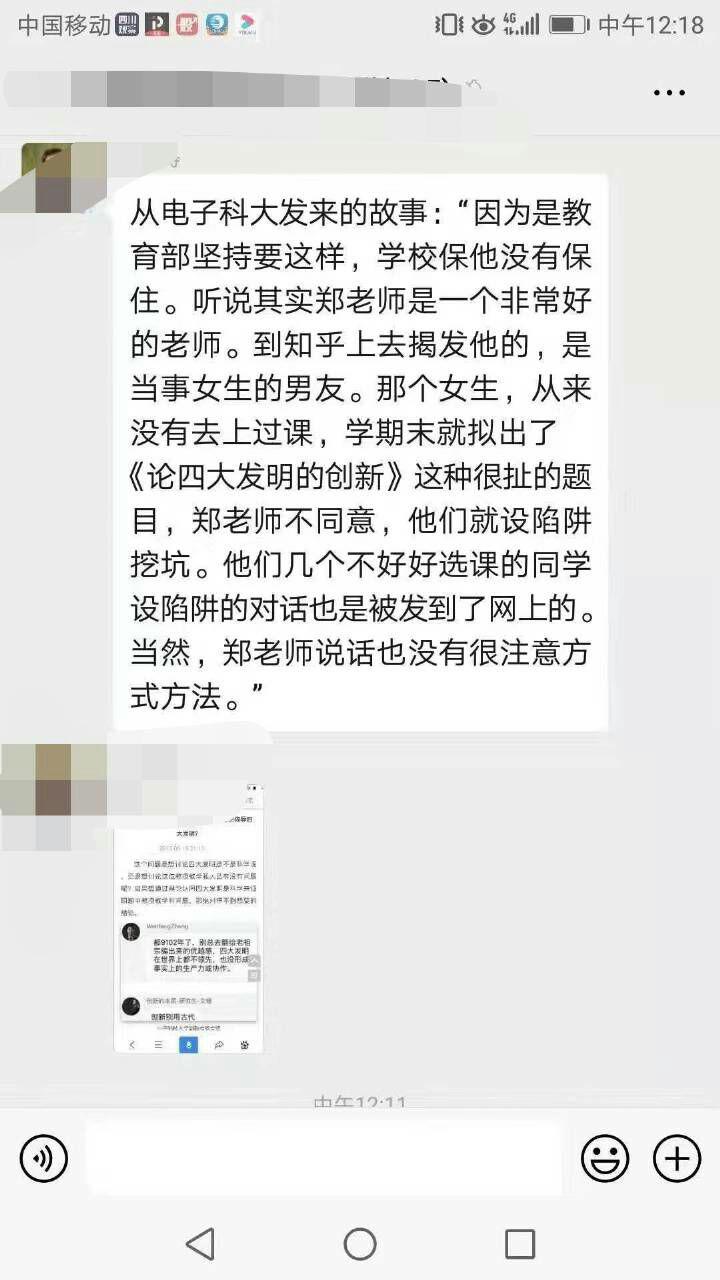 中国移动
4G
中午12:18
从电子科大发来的故事：“因为是教
育部坚持要这样，学校保他没有保
住。听说其实郑老师是一个非常好
的老师。到知乎上去揭发他的，是
当事女生的男友。那个女生，从来
没有去上过课，学期末就拟出了
《论四大发明的创新》这种很扯的题
目，郑老师不同意，他们就设陷阱
挖坑。他们几个不好好选课的同学
设陷阱的对话也是被发到了网上的。
当然，郑老师说话也没有很注意方
式方法。”
大发明？
WenfengZheng
都9102年了，别总去翻给老祖
宗编出来的优越感，四大发明
在世界上都不领先，也没形成
事实上的生产力或协作。
创新别用古代
中午12:11